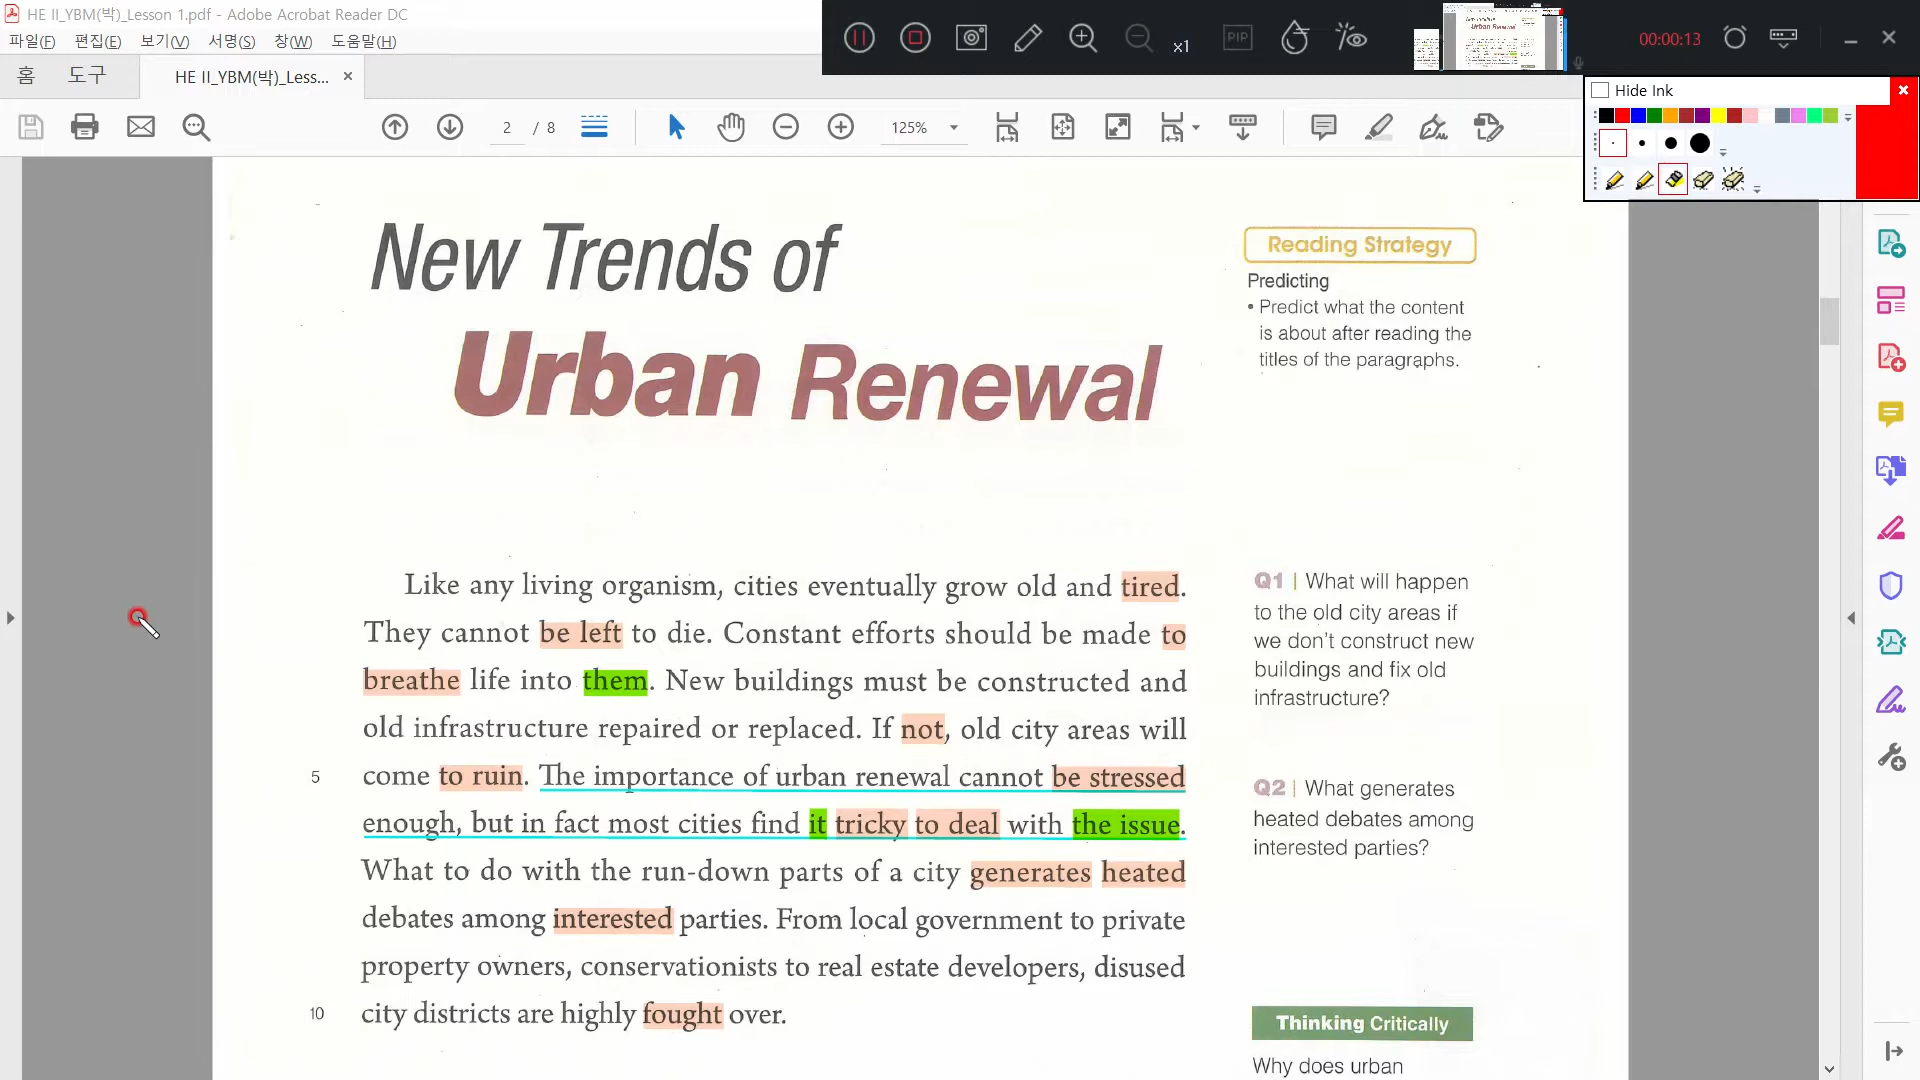 HE II_YBM(박)_Lesson 1.pdf - Adobe Acrobat Reader DC
파일(F) 편집(E) 보기(V) 서명(S) 창(W) 도움말(H)
x1
PIP
00:00:13
홈 도구 HE II_YBM(박)_Less... ×
Hide Ink
2 / 8
125%
New Trends of
Urban Renewal
Reading Strategy
Predicting
• Predict what the content
is about after reading the
titles of the paragraphs.
Like any living organism, cities eventually grow old and tired.
They cannot be left to die. Constant efforts should be made to
breathe life into them. New buildings must be constructed and
old infrastructure repaired or replaced. If not, old city areas will
5 come to ruin. The importance of urban renewal cannot be stressed
enough, but in fact most cities find it tricky to deal with the issue.
What to do with the run-down parts of a city generates heated
debates among interested parties. From local government to private
property owners, conservationists to real estate developers, disused
10 city districts are highly fought over.
Q1 | What will happen
to the old city areas if
we don't construct new
buildings and fix old
infrastructure?
Q2 | What generates
heated debates among
interested parties?
Thinking Critically
Why does urban